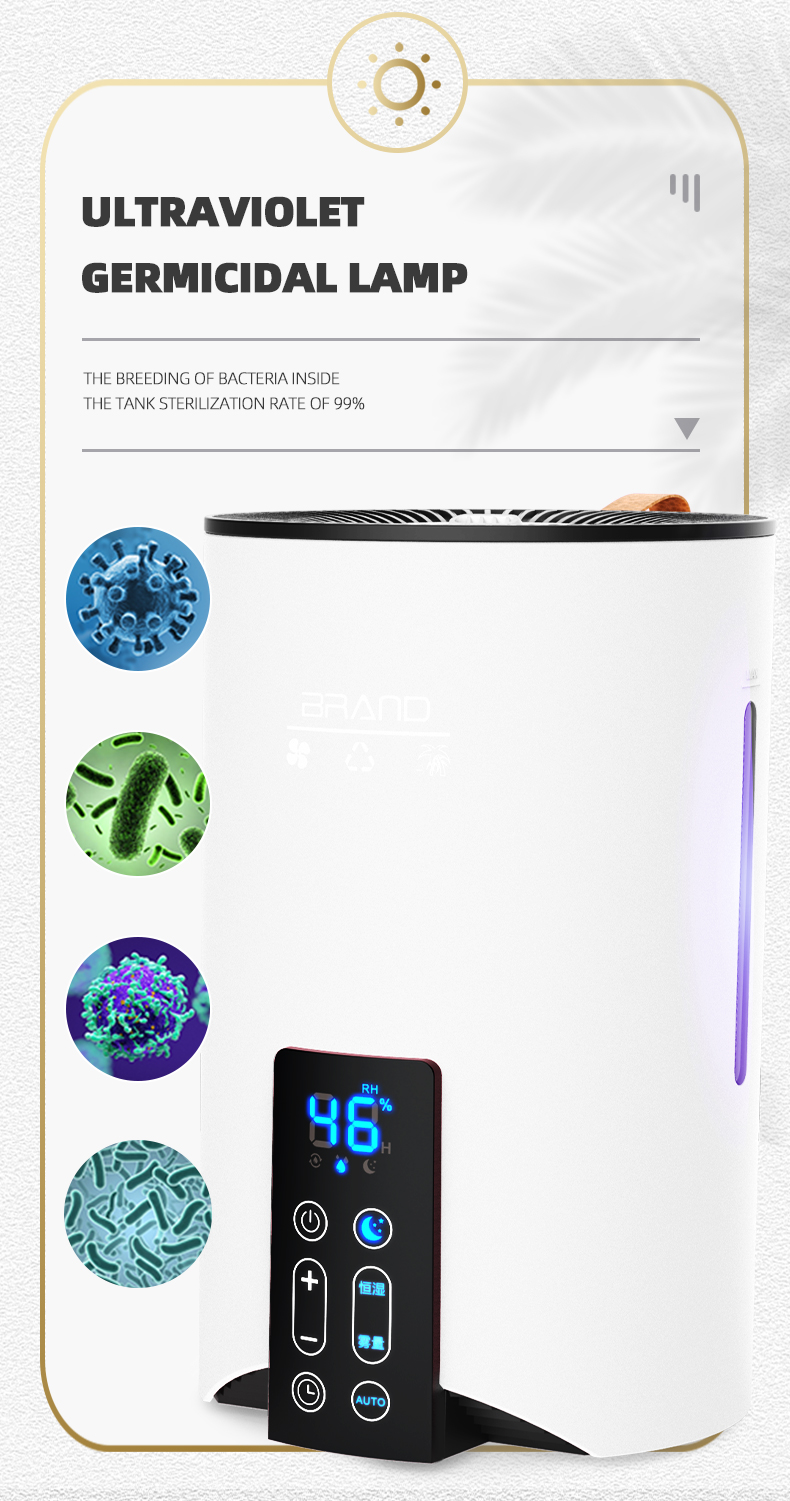 ULTRAVIOLET
GERMICIDAL LAMP
THE BREEDING OF BACTERIA INSIDE
THE TANK STERILIZATION RATE OF 99%
BRAND
RH
46%
H
恒湿
雾量
AUTO